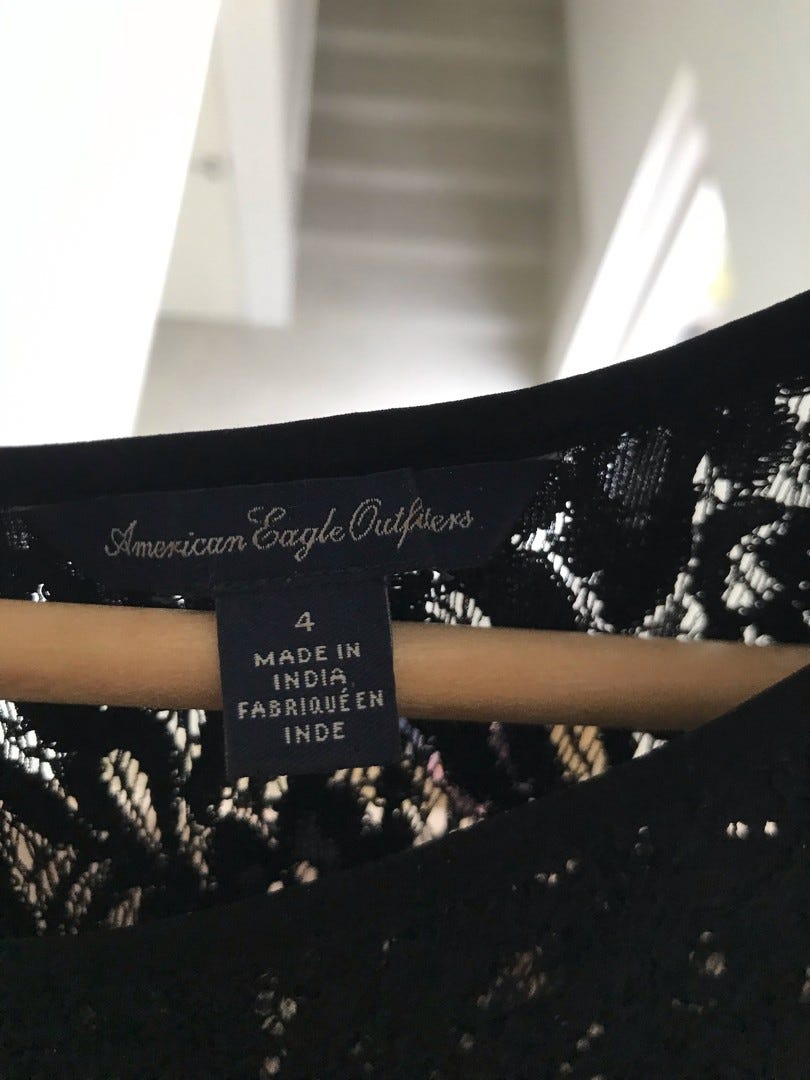 American Eagle Outfitters
4
MADE IN
INDIA
FABRIQUÉ EN
INDE